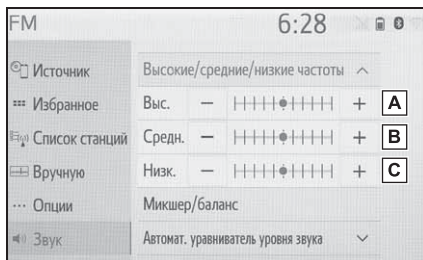 FM 6:28
Источник
Избранное
Список станций
Вручную
Опции
Звук
Высокие/средние/низкие частоты
Выс. − + A
Средн. − + B
Низк. − + C
Микшер/баланс
Автомат. уравниватель уровня звука